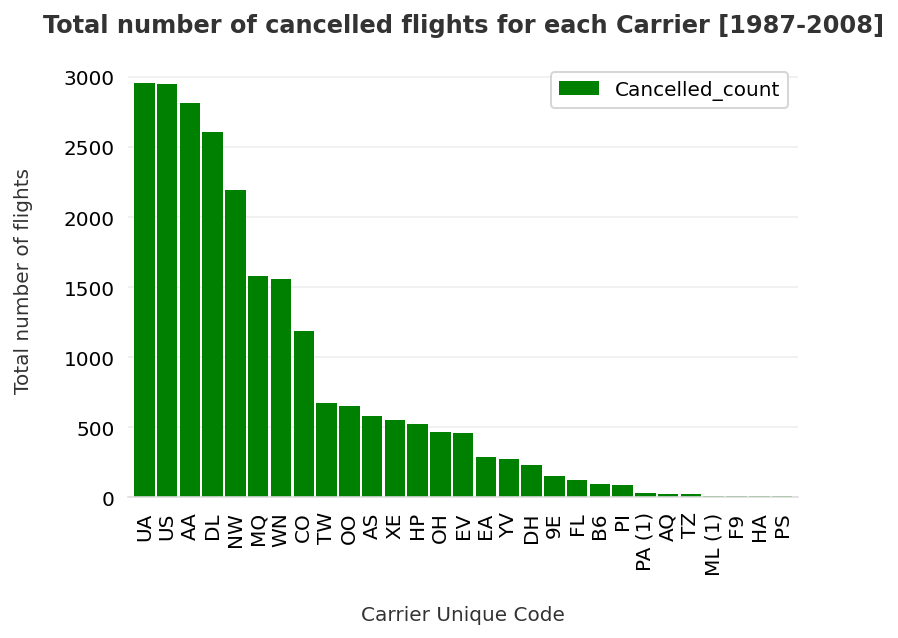 Total number of cancelled flights for each Carrier [1987-2008]
Cancelled_count
Total number of flights
3000
2500
2000
1500
1000
500
0
UA
US
AA
DL
NW
MQ
WN
CO
TW
OO
AS
XE
HP
OH
EV
EA
YV
DH
9E
FL
B6
PI
PA (1)
AQ
TZ
ML (1)
F9
HA
PS
Carrier Unique Code